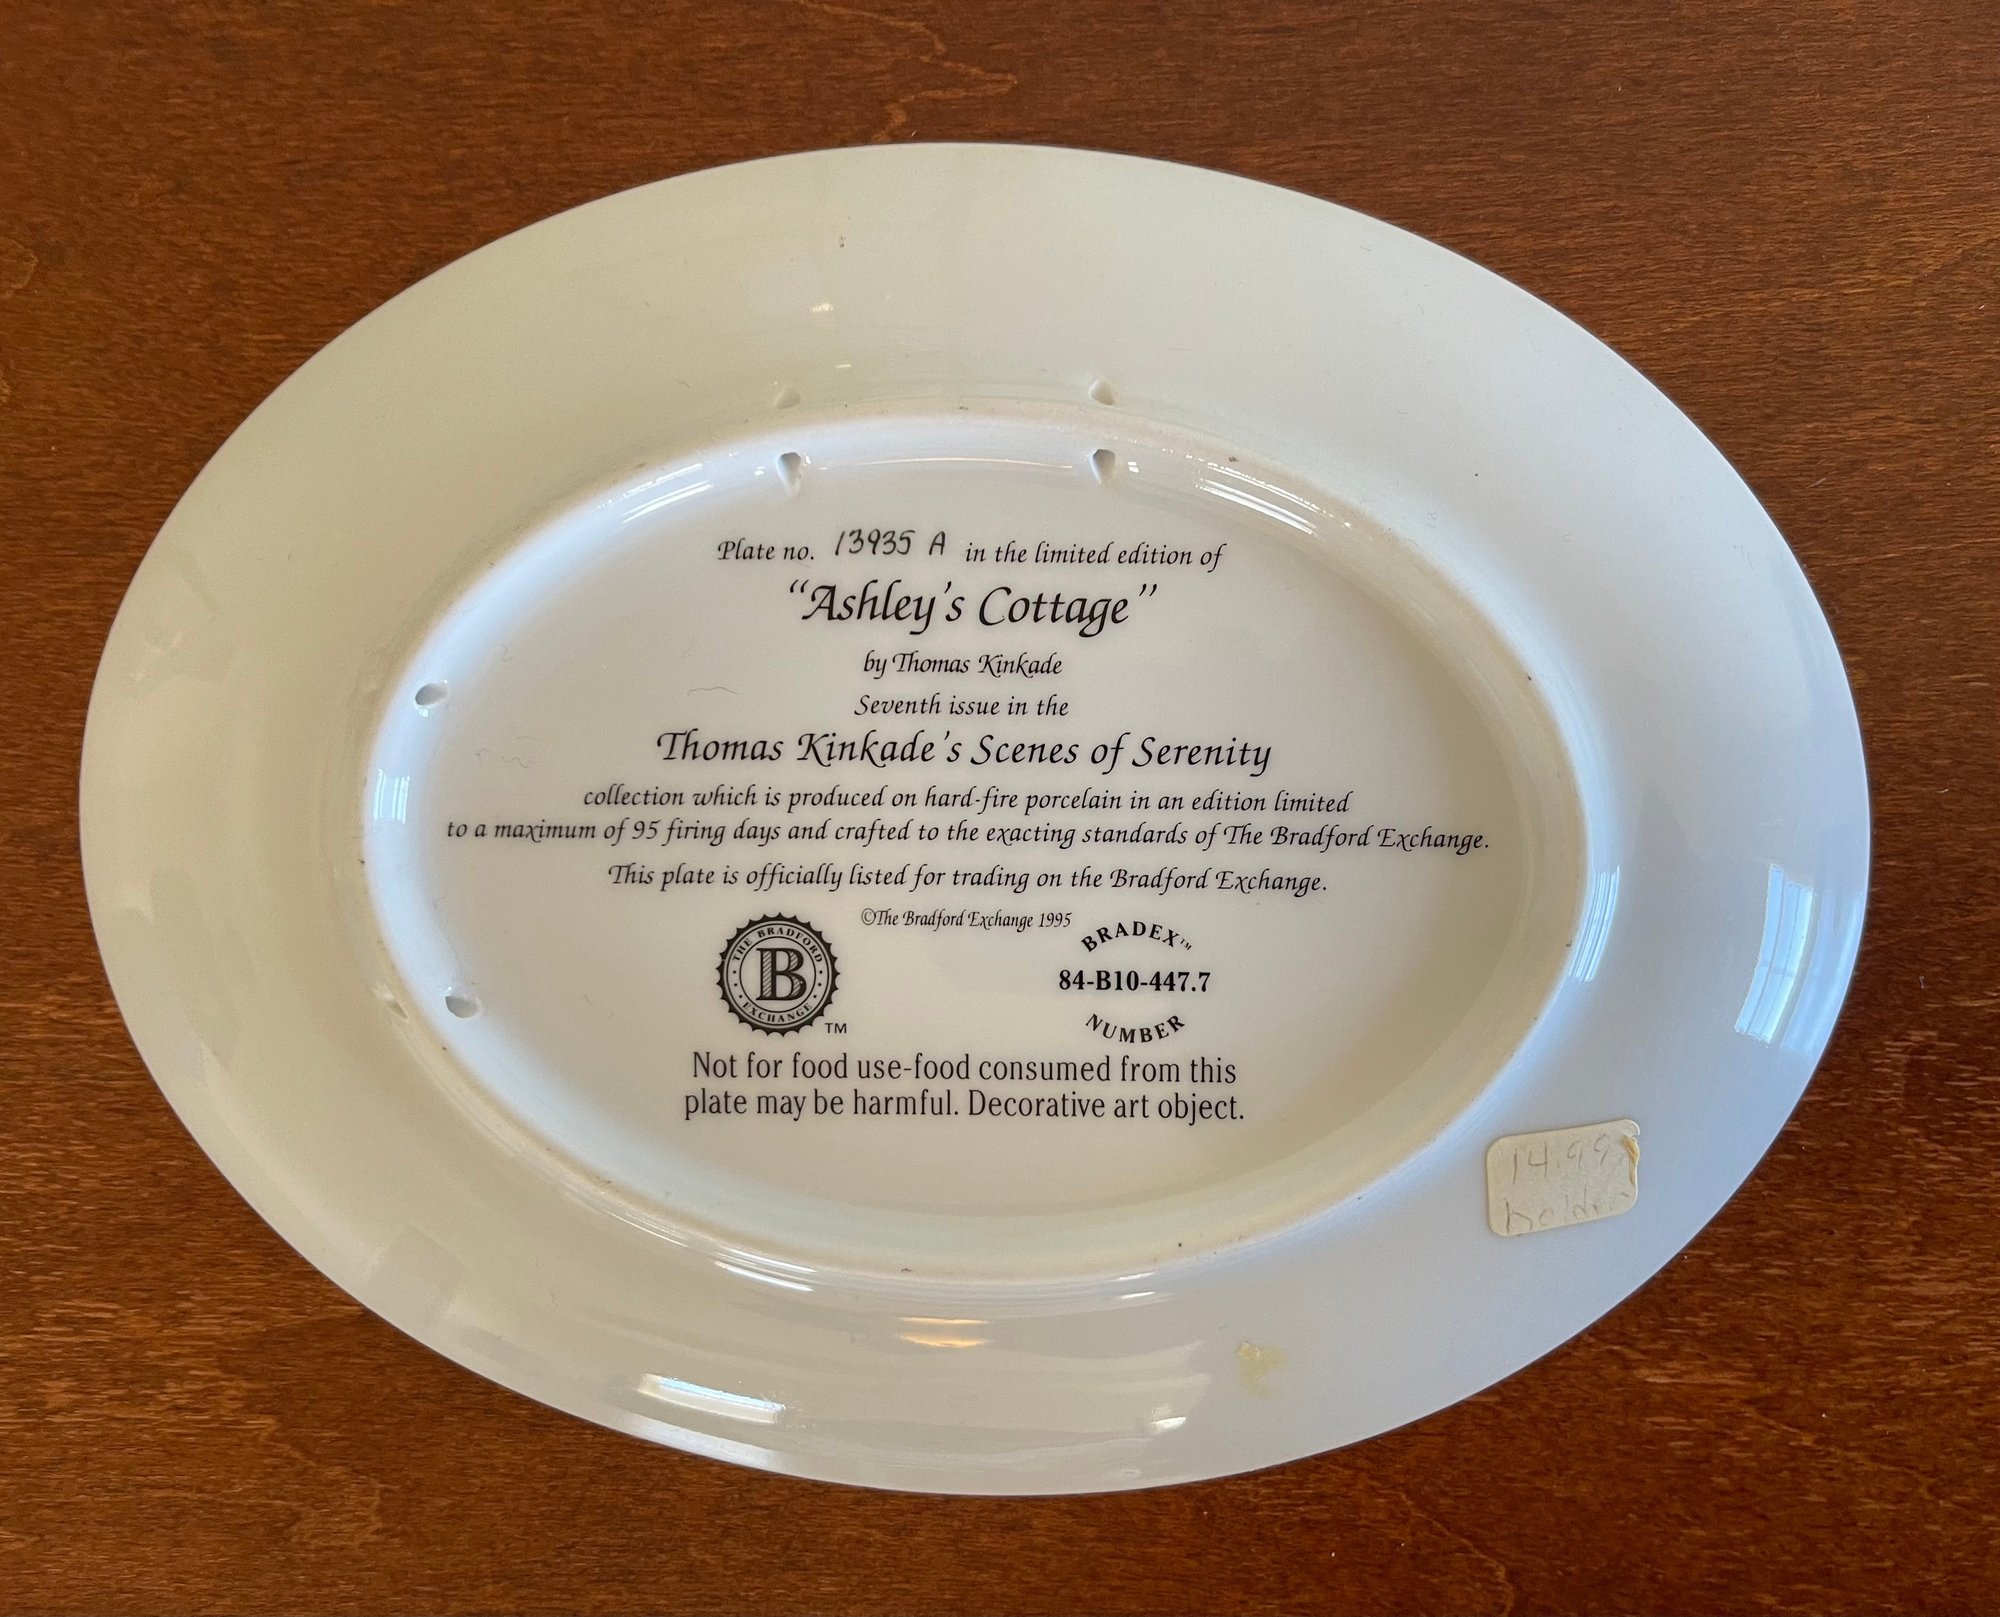 Plate no. 13935 A in the limited edition of
“Ashley's Cottage”
by Thomas Kinkade
Seventh issue in the
Thomas Kinkade's Scenes of Serenity
collection which is produced on hard-fire porcelain in an edition limited
to a maximum of 95 firing days and crafted to the exacting standards of The Bradford Exchange.
This plate is officially listed for trading on the Bradford Exchange.
©The Bradford Exchange 1995
THE BRADFORD
B
EXCHANGE
TM
BRADEX™
84-B10-447.7
NUMBER
Not for food use-food consumed from this
plate may be harmful. Decorative art object.
14.99